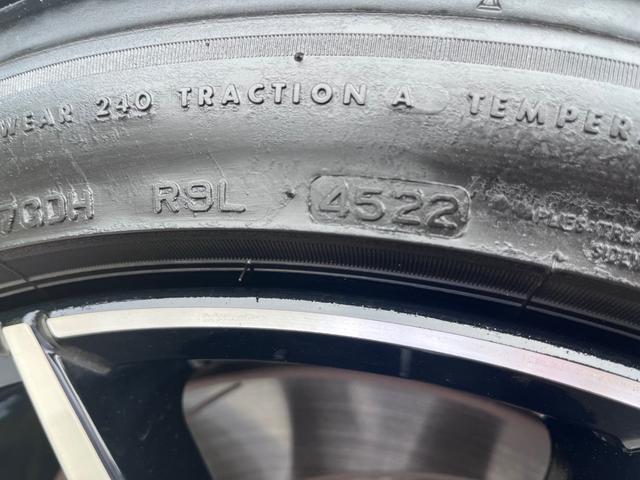 WEAR 240 TRACTION A TEMPER
7GDH R9L 4522